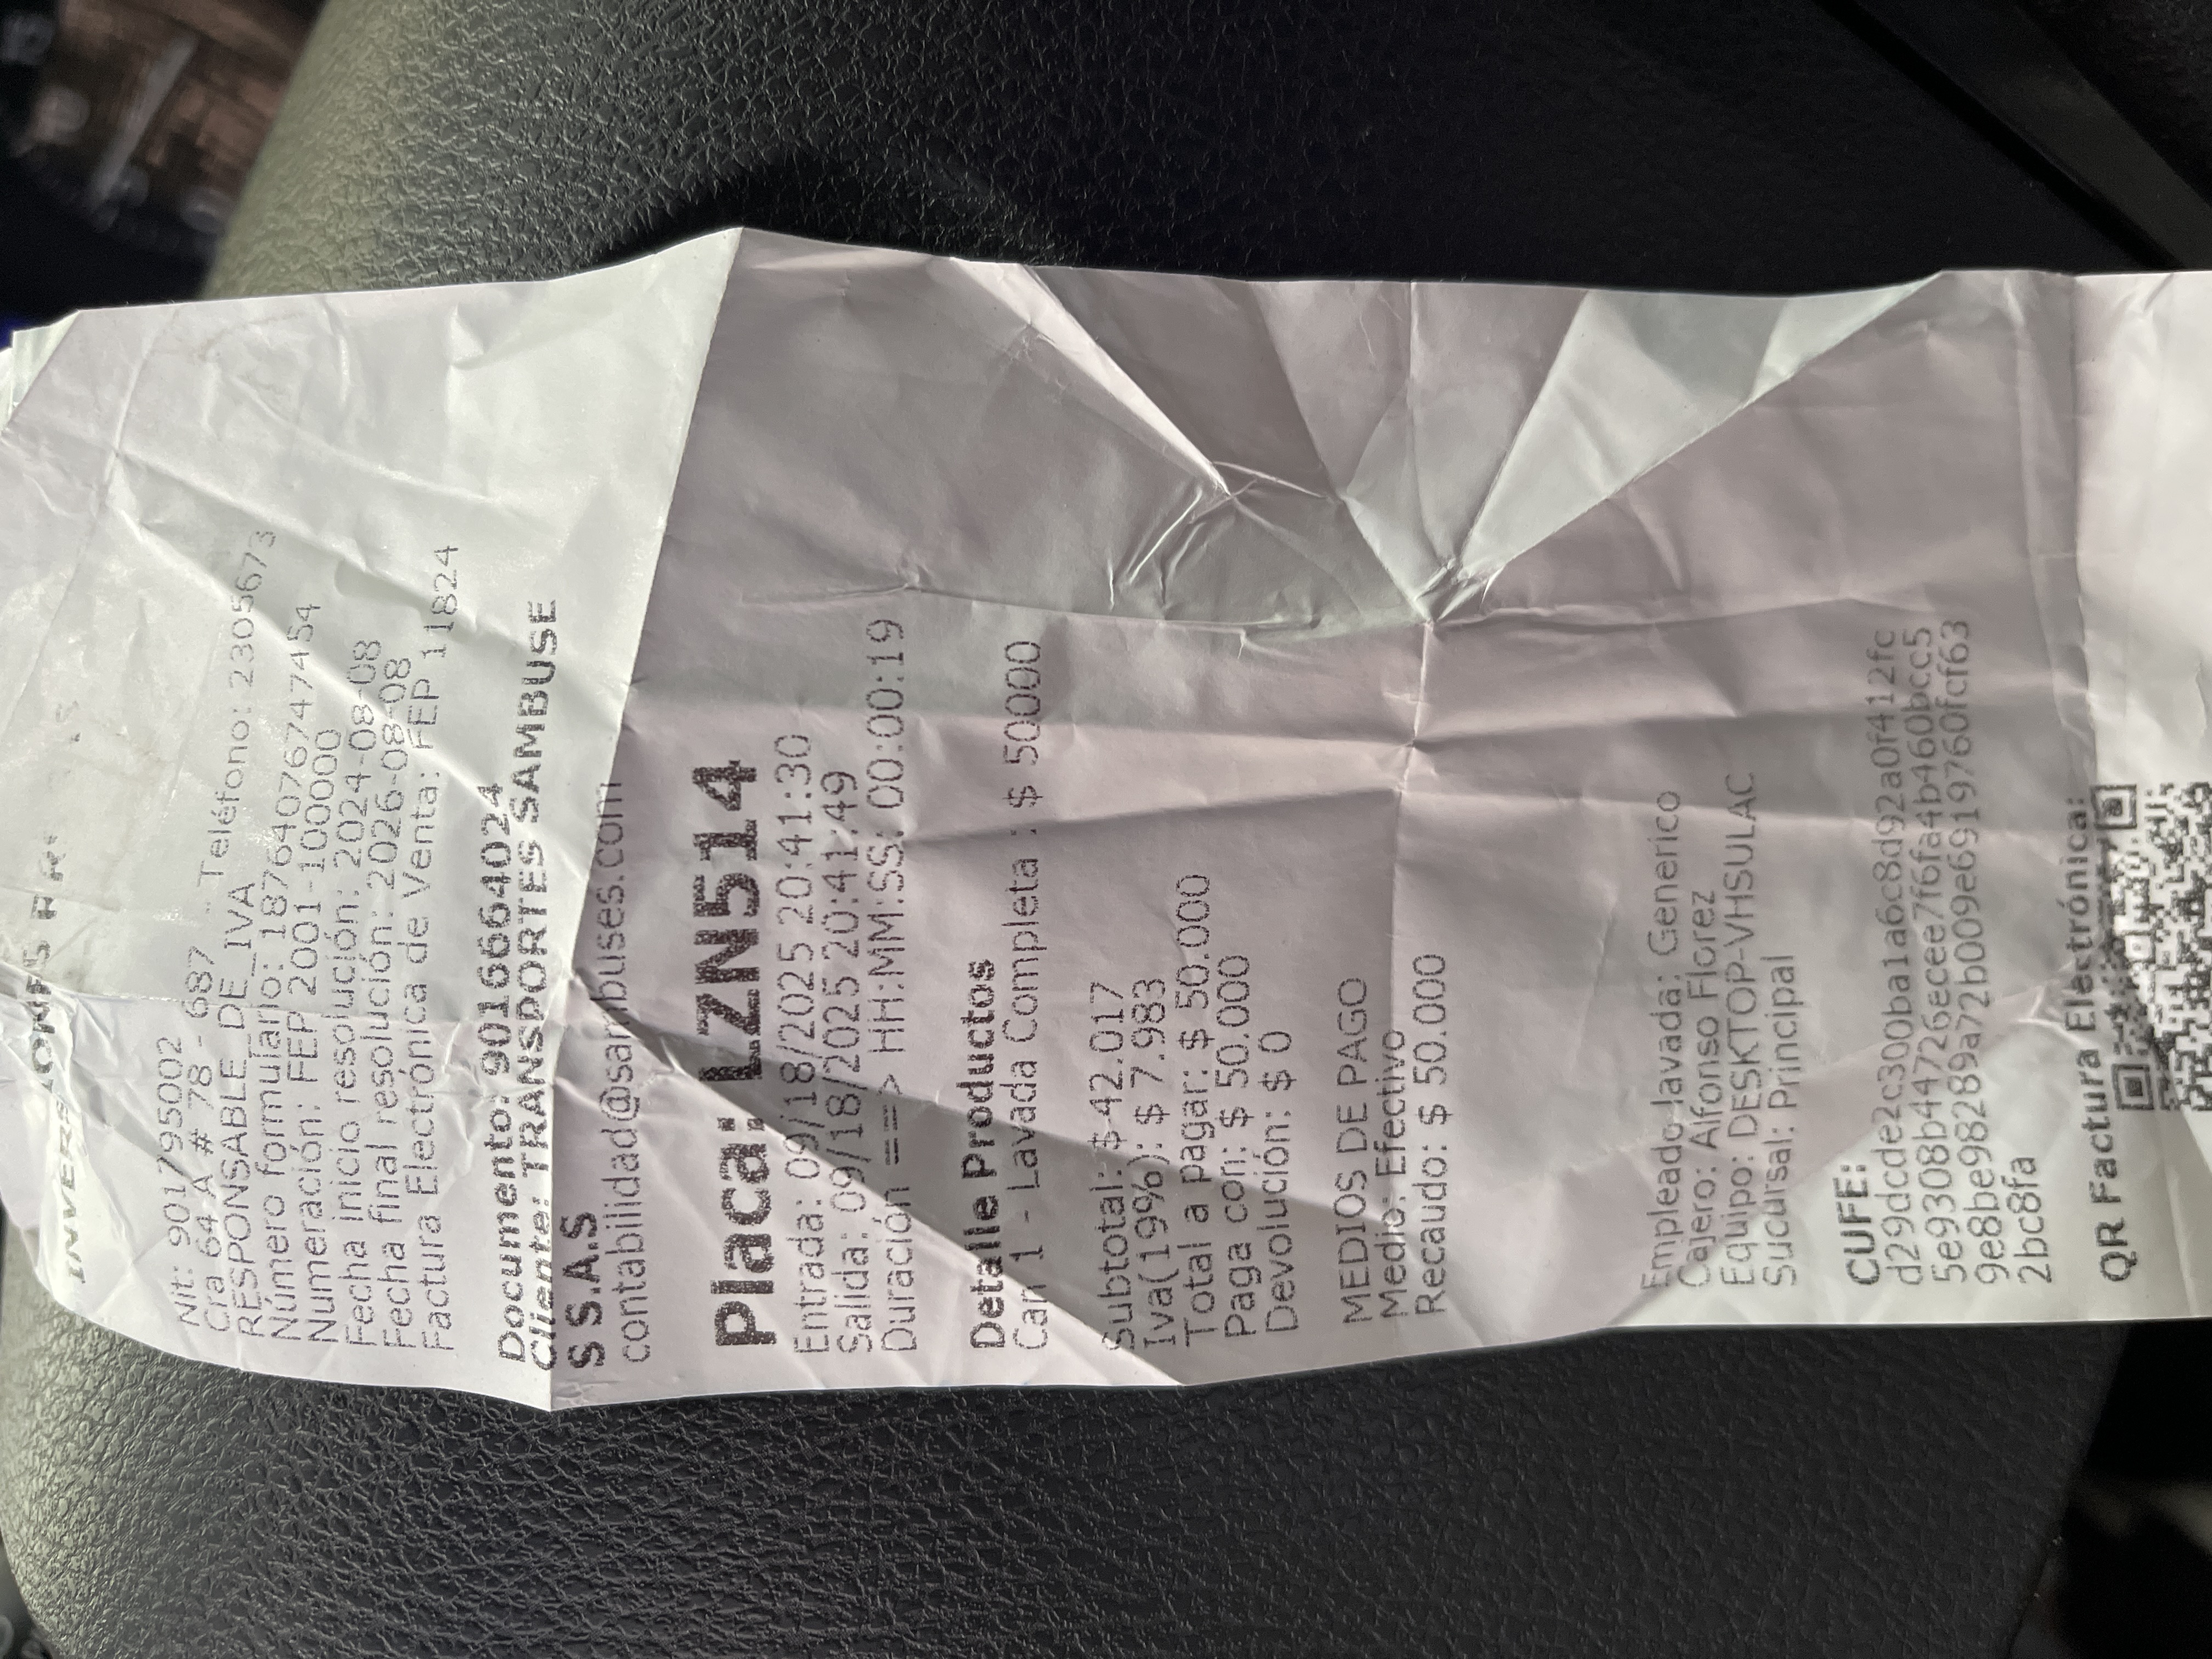 INVERSIONES
Nit: 901795002
Cra 64 A # 78 - 687 Teléfono: 2305673
RESPONSABLE_DE_IVA
Número formulario: 18764076747454
Numeración: FEP 2001-100000
Fecha inicio resolución: 2024-08-08
Fecha final resolución: 2026-08-08
Factura Electrónica de Venta: FEP 11824
Documento: 901666402
Cliente: TRANSPORTES SAMBUSE
S S.A.S
contabilidad@sambuses.com
Placa: LZN514
Entrada: 09/18/2025 20:41:30
Salida: 09/18/2025 20:41:49
Duración ==> HH:MM:SS: 00:00:19
Detalle Productos
Can 1 - Lavada Completa : $ 50000
Subtotal: $ 42.017
Iva(19%): $ 7.983
Total a pagar: $ 50.000
Paga con: $ 50.000
Devolución: $ 0
MEDIOS DE PAGO
Medio: Efectivo
Recaudo: $ 50.000
Empleado lavada: Generico
Cajero: Alfonso Florez
Equipo: DESKTOP-VHSULAC
Sucursal: Principal
CUFE:
d29dcde2c300ba1a6c8d92a0f412fc
5e9308b44726ecee7f6fa4b460bcc5
9e8be98289a72b009e6919760fcf63
2bc8fa
QR Factura Electrónica: